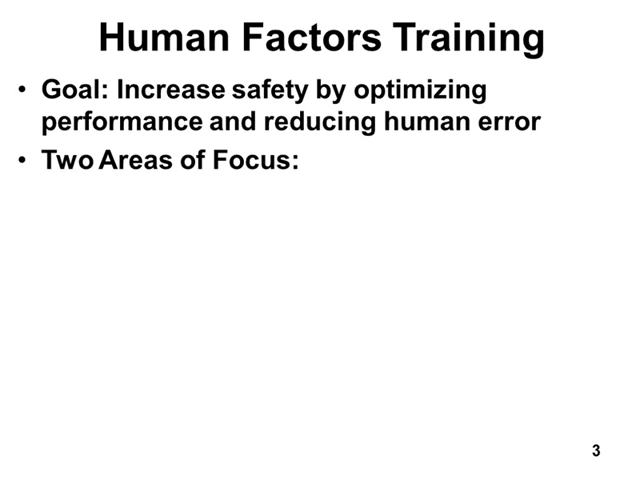 Human Factors Training
• Goal: Increase safety by optimizing
performance and reducing human error
• Two Areas of Focus:
3